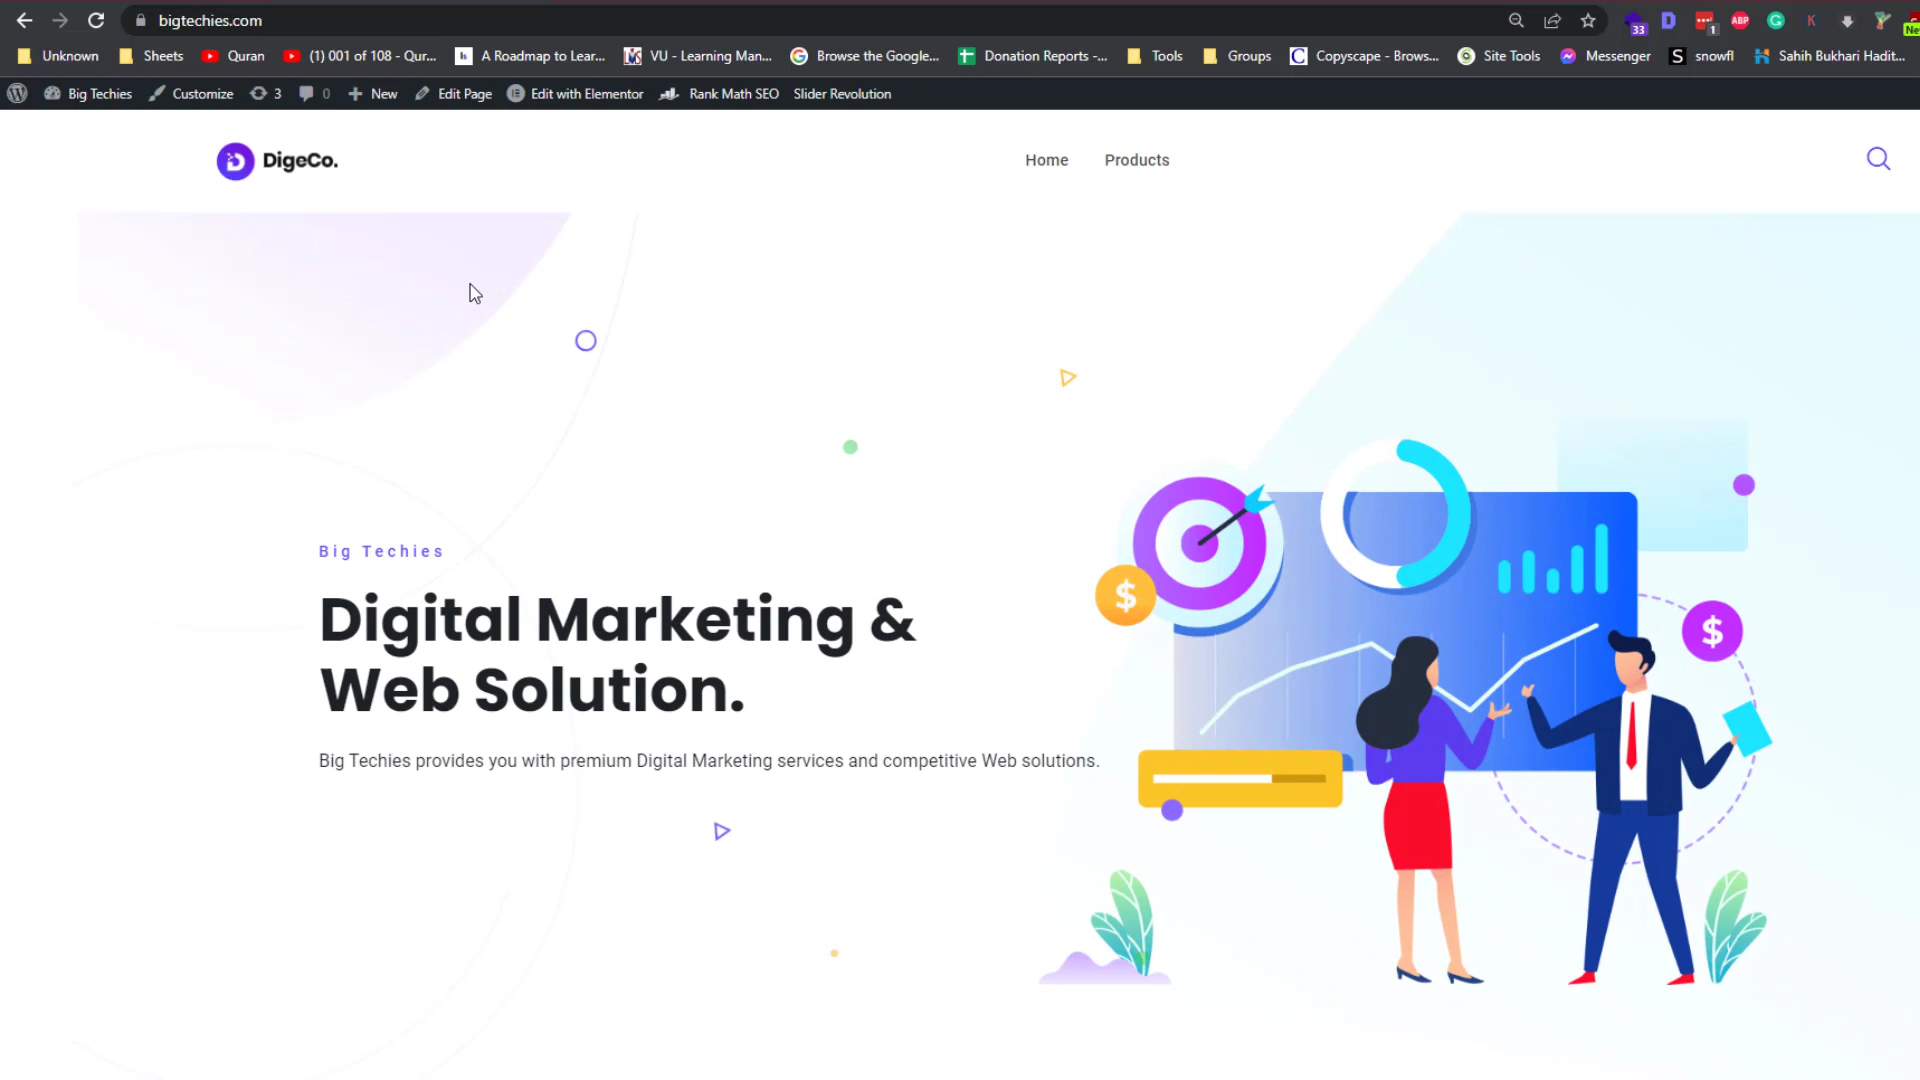 bigtechies.com
33
1
ABP
Unknown Sheets Quran (1) 001 of 108 - Qur... A Roadmap to Lear... VU - Learning Man... Browse the Google... Donation Reports -... Tools Groups Copyscape - Brows... Site Tools Messenger snowfl Sahih Bukhari Hadit...
Big Techies Customize 3 0 New Edit Page Edit with Elementor Rank Math SEO Slider Revolution
DigeCo.
Home Products
Big Techies
Digital Marketing &
Web Solution.
Big Techies provides you with premium Digital Marketing services and competitive Web solutions.
$
$